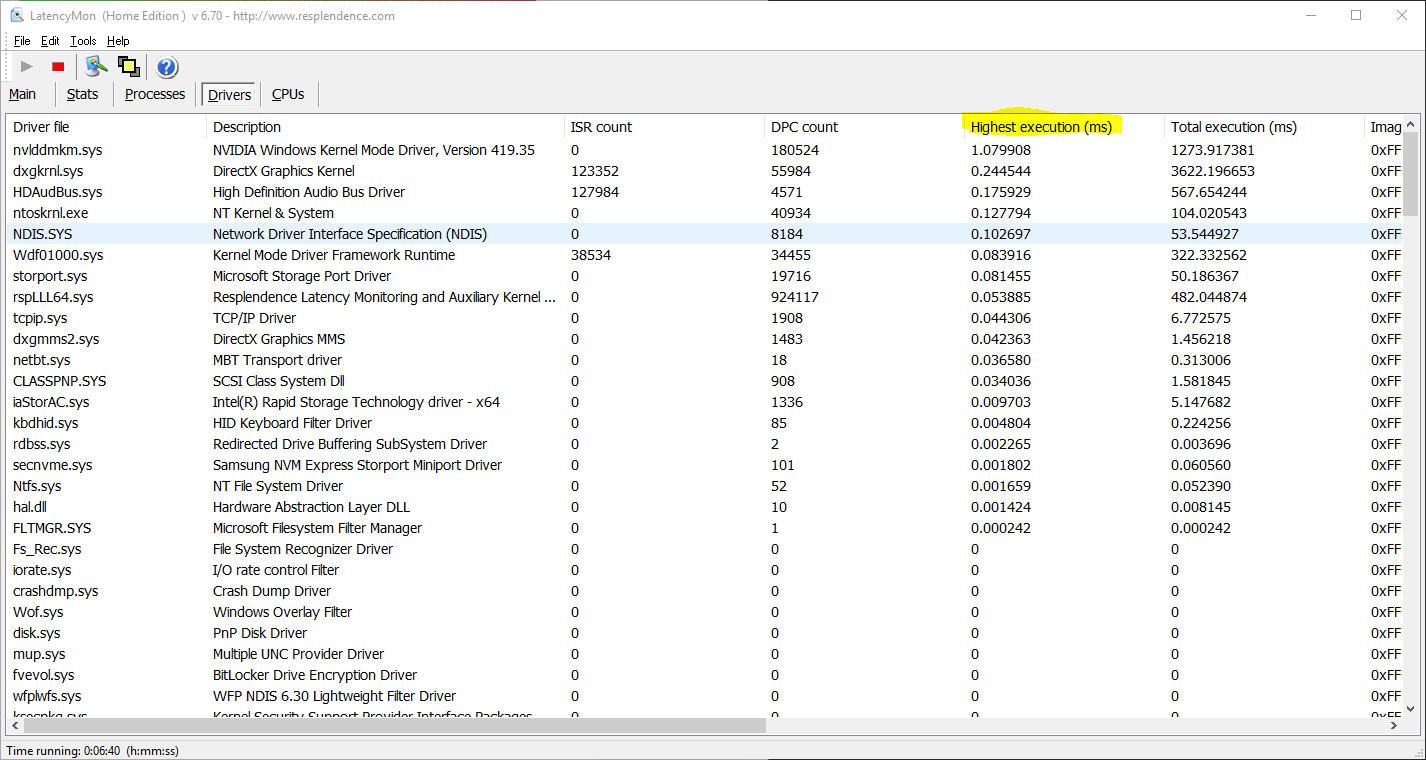 LatencyMon (Home Edition ) v 6.70 - http://www.resplendence.com
File Edit Tools Help
Main Stats Processes Drivers CPUs
Driver file Description ISR count DPC count Highest execution (ms) Total execution (ms) Imag
nvlddmkm.sys NVIDIA Windows Kernel Mode Driver, Version 419.35 0 180524 1.079908 1273.917381 0xFF
dxgkrnl.sys DirectX Graphics Kernel 123352 55984 0.244544 3622.196653 0xFF
HDAudBus.sys High Definition Audio Bus Driver 127984 4571 0.175929 567.654244 0xFF
ntoskrnl.exe NT Kernel & System 0 40934 0.127794 104.020543 0xFF
NDIS.SYS Network Driver Interface Specification (NDIS) 0 8184 0.102697 53.544927 0xFF
Wdf01000.sys Kernel Mode Driver Framework Runtime 38534 34455 0.083916 322.332562 0xFF
storport.sys Microsoft Storage Port Driver 0 19716 0.081455 50.186367 0xFF
rspLLL64.sys Resplendence Latency Monitoring and Auxiliary Kernel ... 0 924117 0.053885 482.044874 0xFF
tcpip.sys TCP/IP Driver 0 1908 0.044306 6.772575 0xFF
dxgmms2.sys DirectX Graphics MMS 0 1483 0.042363 1.456218 0xFF
netbt.sys MBT Transport driver 0 18 0.036580 0.313006 0xFF
CLASSPNP.SYS SCSI Class System Dll 0 908 0.034036 1.581845 0xFF
iaStorAC.sys Intel(R) Rapid Storage Technology driver - x64 0 1336 0.009703 5.147682 0xFF
kbdhid.sys HID Keyboard Filter Driver 0 85 0.004804 0.224256 0xFF
rdbss.sys Redirected Drive Buffering SubSystem Driver 0 2 0.002265 0.003696 0xFF
secnvme.sys Samsung NVM Express Storport Miniport Driver 0 101 0.001802 0.060560 0xFF
Ntfs.sys NT File System Driver 0 52 0.001659 0.052390 0xFF
hal.dll Hardware Abstraction Layer DLL 0 10 0.001424 0.008145 0xFF
FLTMGR.SYS Microsoft Filesystem Filter Manager 0 1 0.000242 0.000242 0xFF
Fs_Rec.sys File System Recognizer Driver 0 0 0 0 0xFF
iorate.sys I/O rate control Filter 0 0 0 0 0xFF
crashdmp.sys Crash Dump Driver 0 0 0 0 0xFF
Wof.sys Windows Overlay Filter 0 0 0 0 0xFF
disk.sys PnP Disk Driver 0 0 0 0 0xFF
mup.sys Multiple UNC Provider Driver 0 0 0 0 0xFF
fvevol.sys BitLocker Drive Encryption Driver 0 0 0 0 0xFF
wfplwfs.sys WFP NDIS 6.30 Lightweight Filter Driver 0 0 0 0 0xFF
ksecpkg.sys Kernel Security Support Provider Interface Packages 0 0 0 0 0xFF
Time running: 0:06:40 (h:mm:ss)